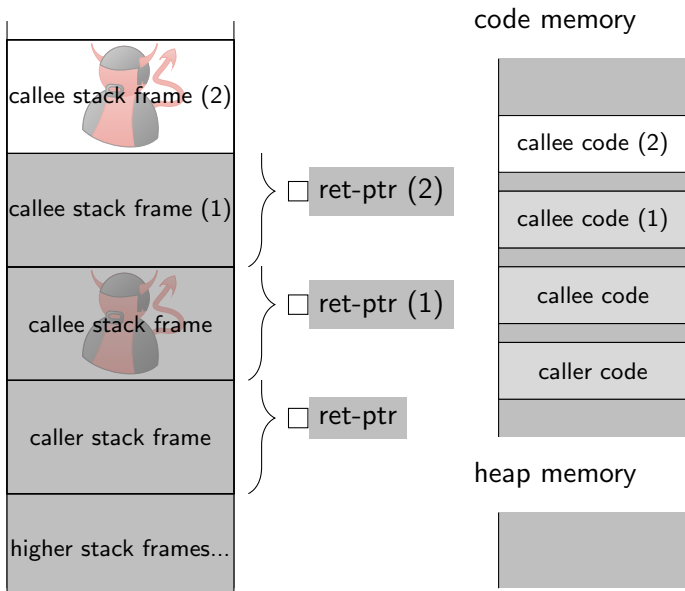 code memory
callee stack frame (2)
callee code (2)
callee stack frame (1)
ret-ptr (2)
callee code (1)
callee stack frame
ret-ptr (1)
callee code
caller stack frame
ret-ptr
caller code
heap memory
higher stack frames...